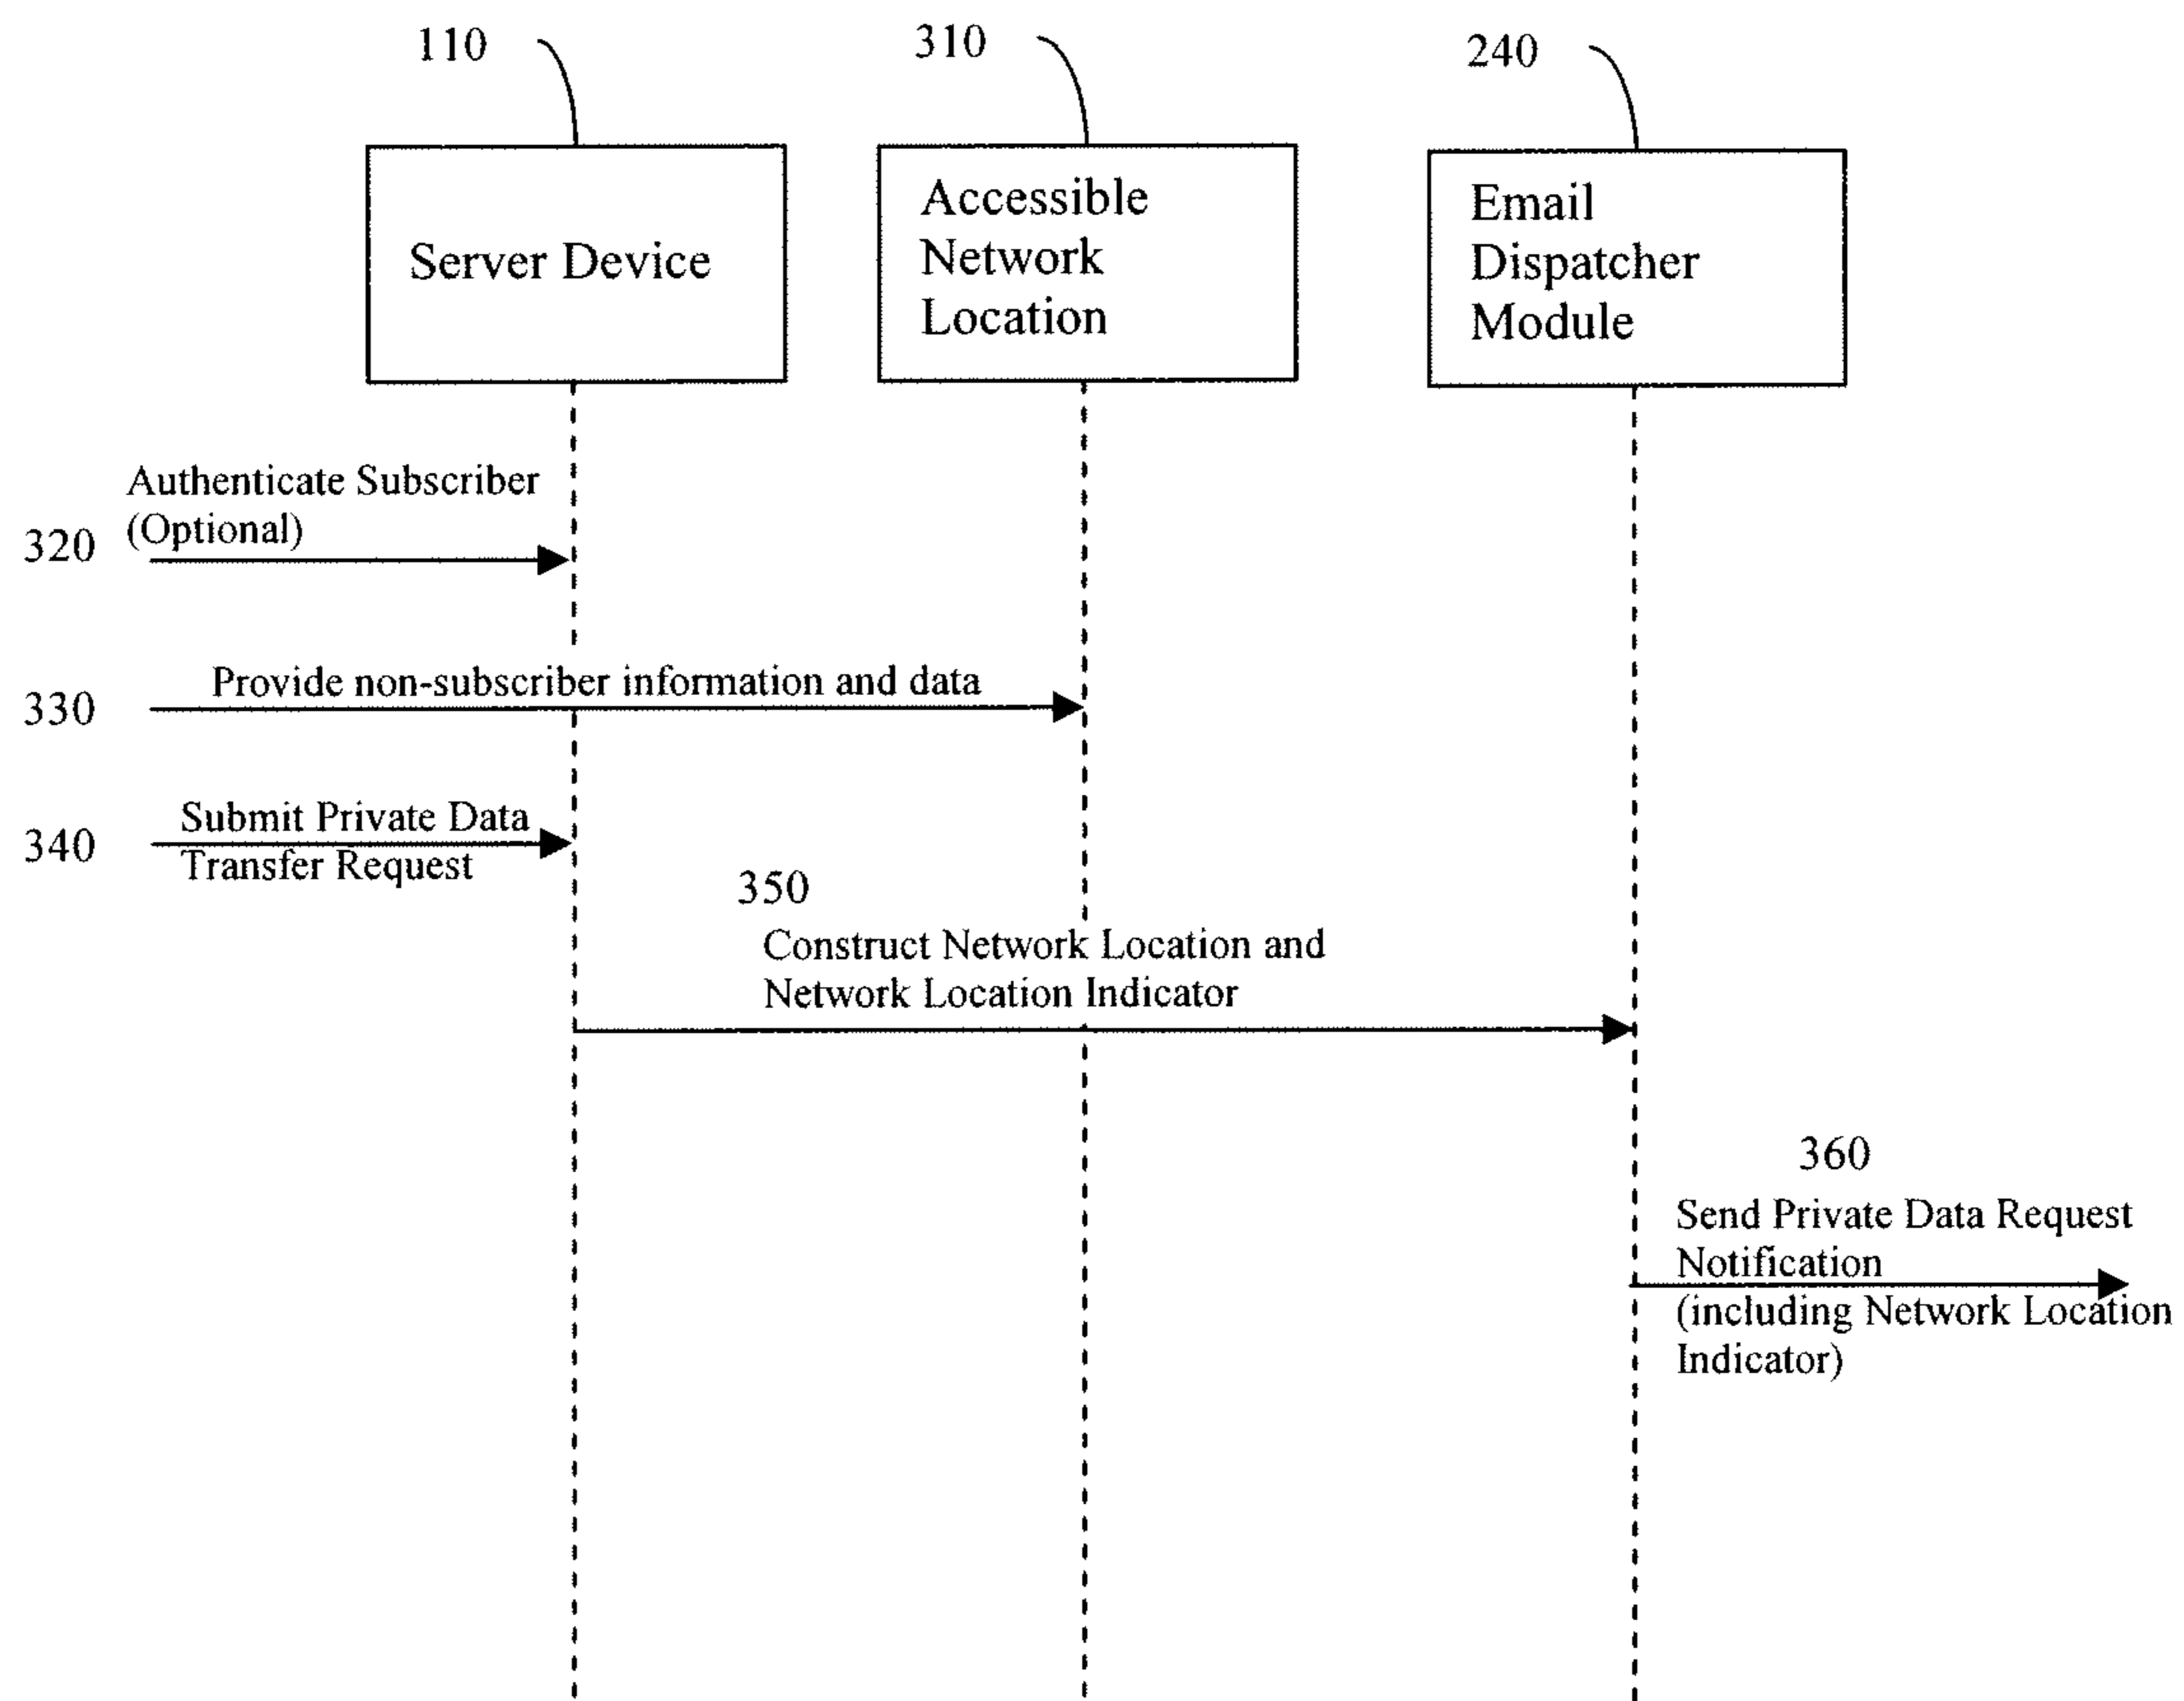 110
310
240
Server Device
Accessible
Network
Location
Email
Dispatcher
Module
Authenticate Subscriber
(Optional)
320
Provide non-subscriber information and data
330
Submit Private Data
340
Transfer Request
350
Construct Network Location and
Network Location Indicator
360
Send Private Data Request
Notification
(including Network Location
Indicator)